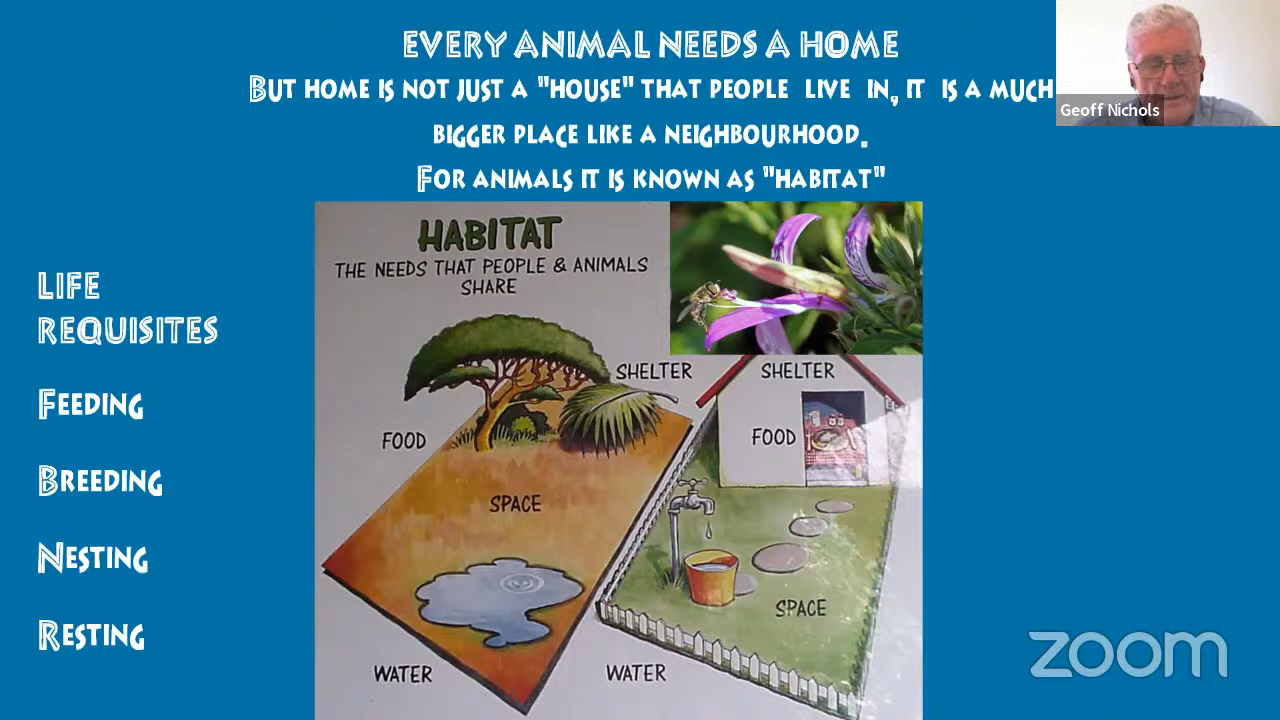 EVERY ANIMAL NEEDS A HOME
BUT HOME IS NOT JUST A "HOUSE" THAT PEOPLE LIVE IN, IT IS A MUCH
BIGGER PLACE LIKE A NEIGHBOURHOOD.
FOR ANIMALS IT IS KNOWN AS "HABITAT"
Geoff Nichols
LIFE
REQUISITES
FEEDING
BREEDING
NESTING
RESTING
HABITAT
THE NEEDS THAT PEOPLE & ANIMALS
SHARE
SHELTER
SHELTER
FOOD
FOOD
SPACE
SPACE
WATER
WATER
zoom